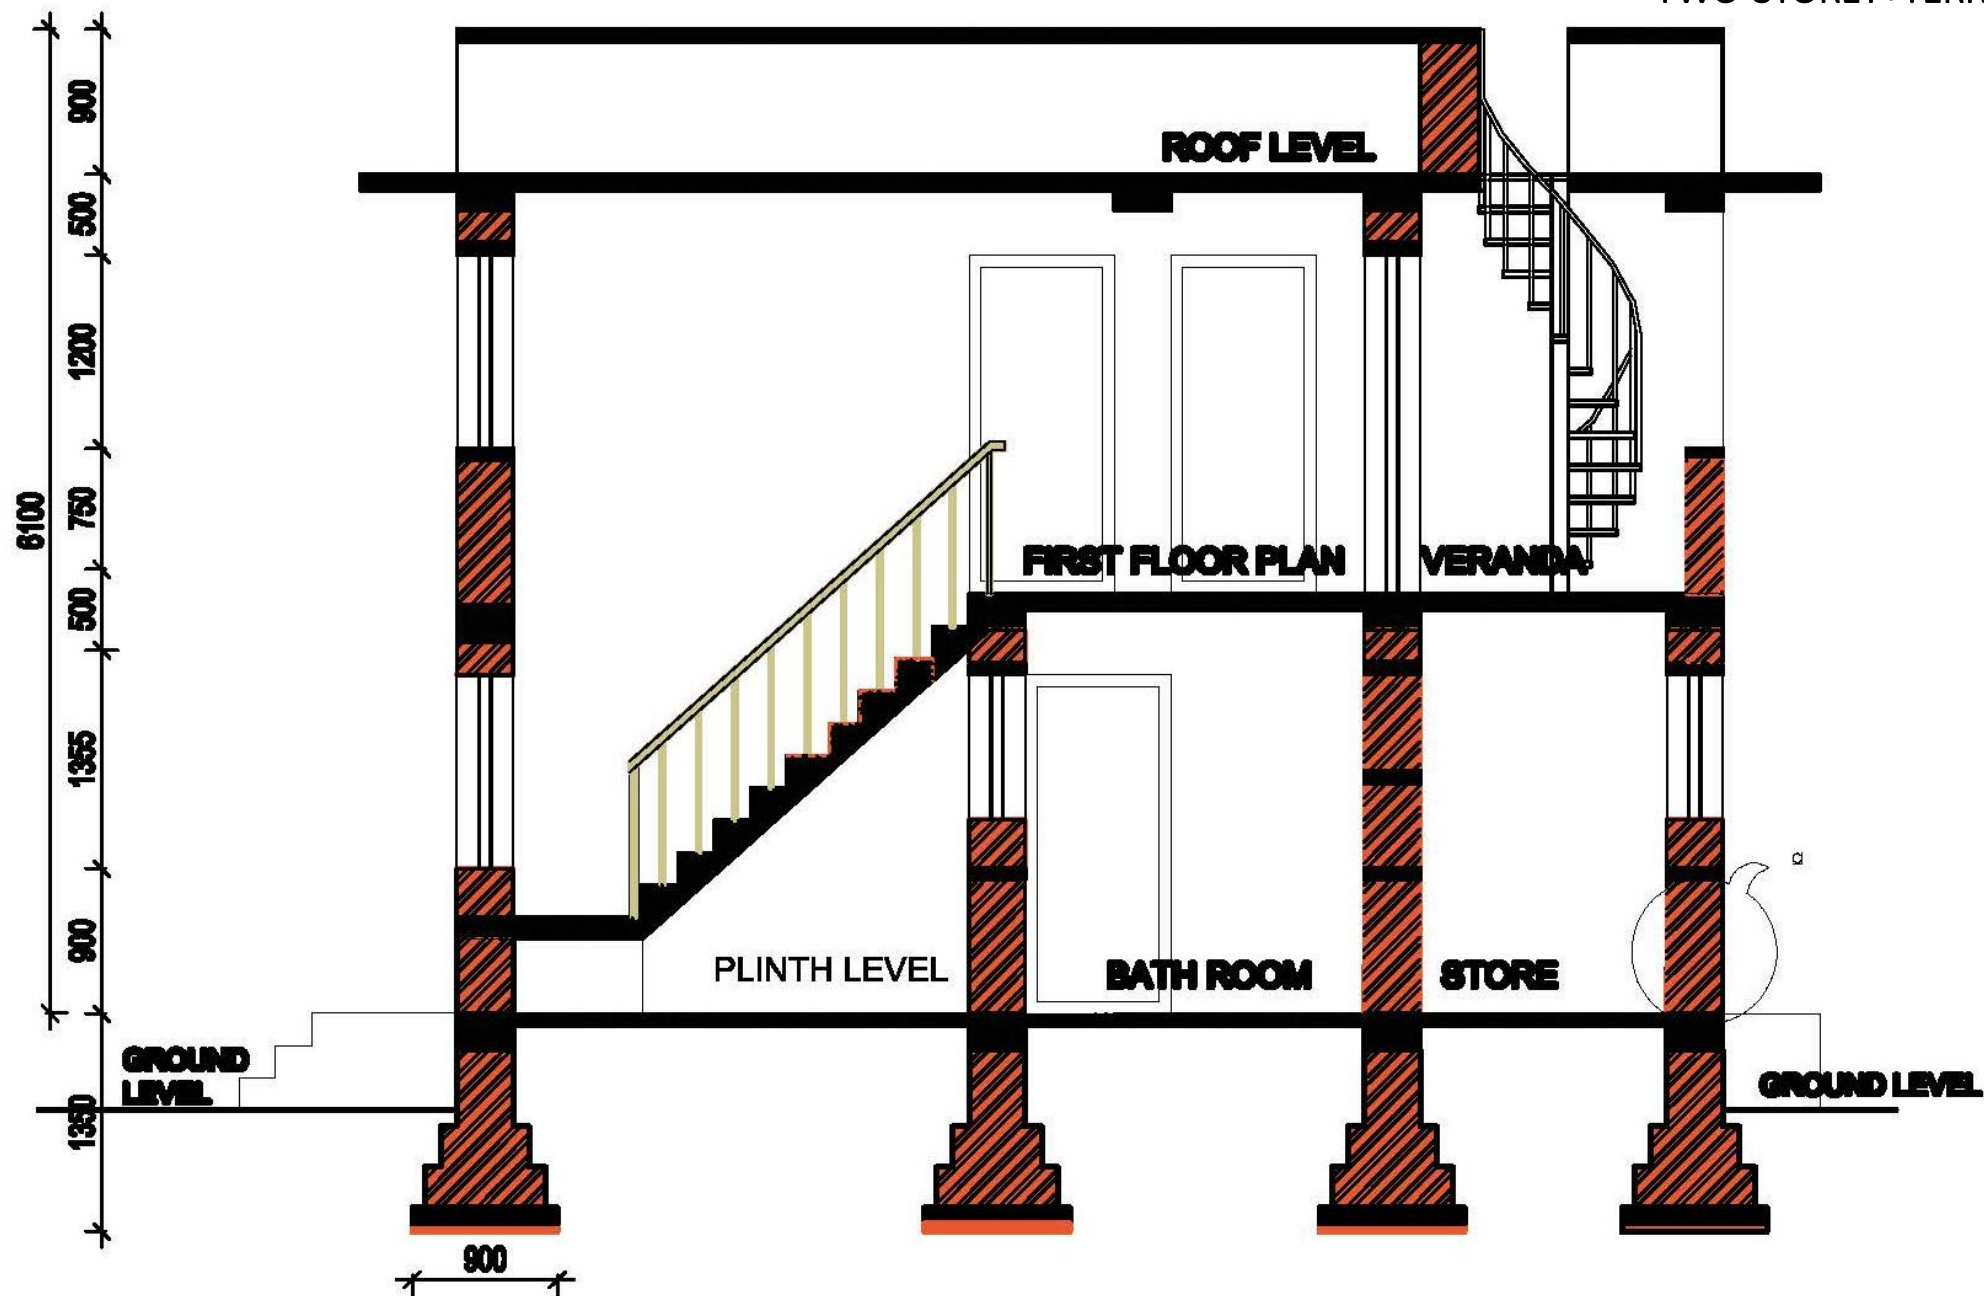 900
ROOF LEVEL
500
1200
6100
750
FIRST FLOOR PLAN
VERANDA
500
1355
900
PLINTH LEVEL
BATH ROOM
STORE
GROUND
LEVEL
GROUND LEVEL
1350
900